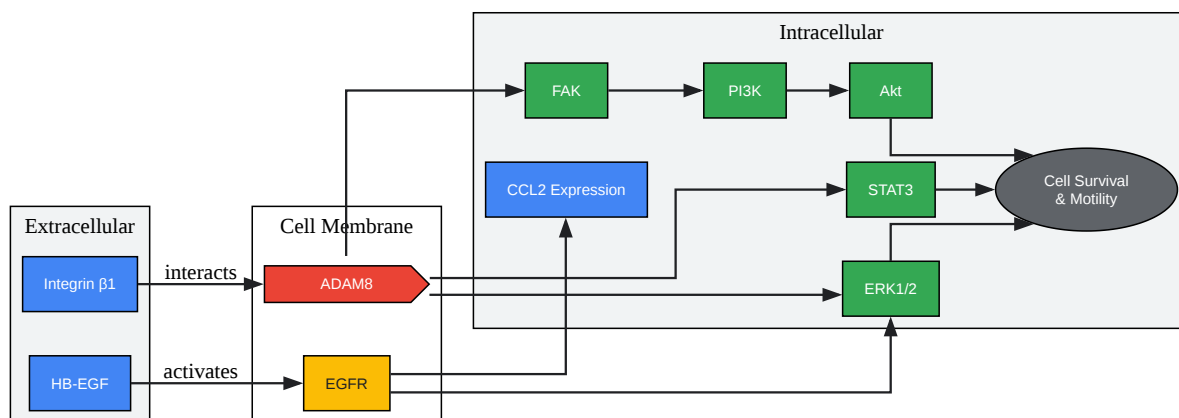 Intracellular
FAK
PI3K
Akt
CCL2 Expression
STAT3
Cell Survival
& Motility
Extracellular
Cell Membrane
Integrin β1
interacts
ADAM8
ERK1/2
HB-EGF
activates
EGFR